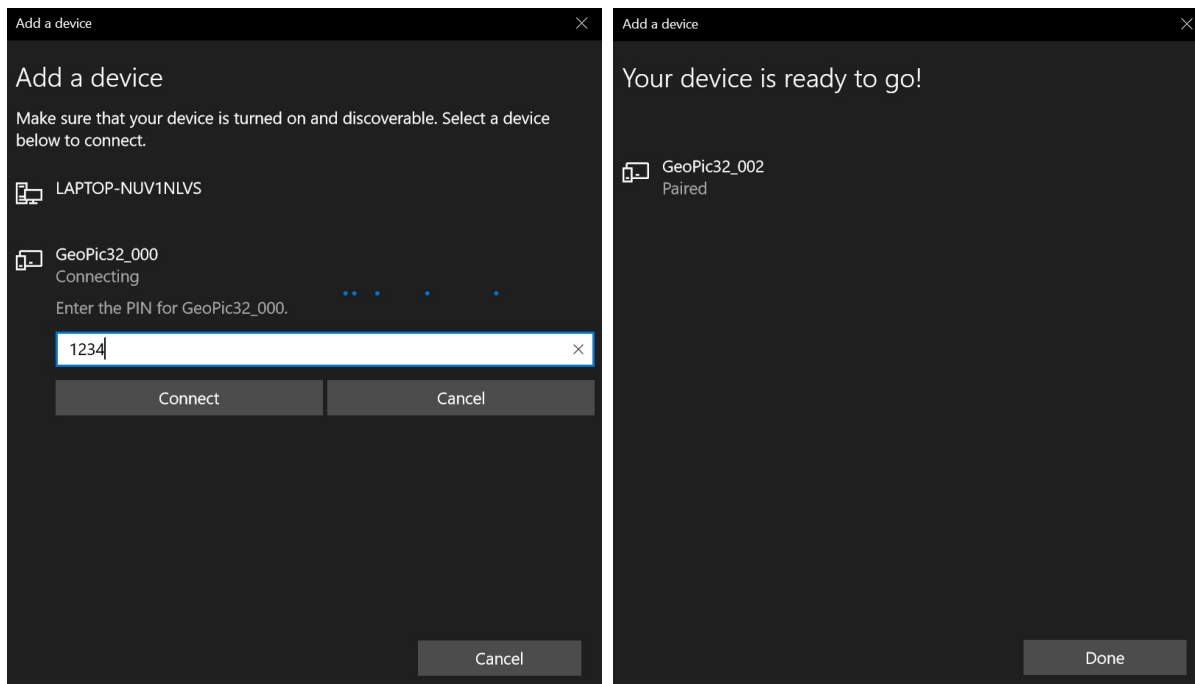 Add a device
Add a device
Make sure that your device is turned on and discoverable. Select a device
below to connect.
LAPTOP-NUV1NLVS
GeoPic32_000
Connecting
Enter the PIN for GeoPic32_000.
1234
Connect
Cancel
Cancel
Add a device
Your device is ready to go!
GeoPic32_002
Paired
Done